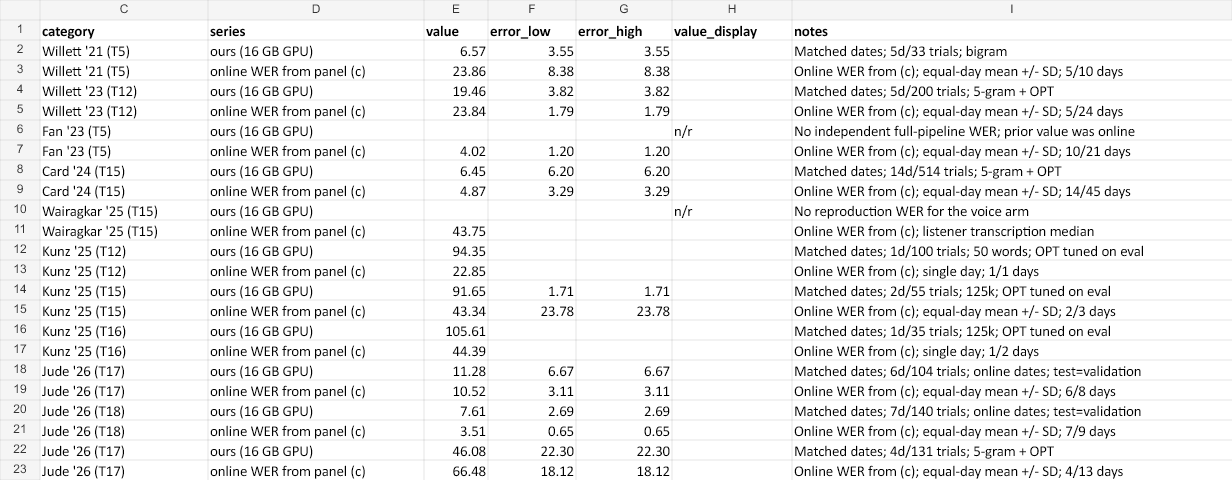 C D E F G H I
1 category series value error_low error_high value_display notes
2 Willett '21 (T5) ours (16 GB GPU) 6.57 3.55 3.55 Matched dates; 5d/33 trials; bigram
3 Willett '21 (T5) online WER from panel (c) 23.86 8.38 8.38 Online WER from (c); equal-day mean +/- SD; 5/10 days
4 Willett '23 (T12) ours (16 GB GPU) 19.46 3.82 3.82 Matched dates; 5d/200 trials; 5-gram + OPT
5 Willett '23 (T12) online WER from panel (c) 23.84 1.79 1.79 Online WER from (c); equal-day mean +/- SD; 5/24 days
6 Fan '23 (T5) ours (16 GB GPU) n/r No independent full-pipeline WER; prior value was online
7 Fan '23 (T5) online WER from panel (c) 4.02 1.20 1.20 Online WER from (c); equal-day mean +/- SD; 10/21 days
8 Card '24 (T15) ours (16 GB GPU) 6.45 6.20 6.20 Matched dates; 14d/514 trials; 5-gram + OPT
9 Card '24 (T15) online WER from panel (c) 4.87 3.29 3.29 Online WER from (c); equal-day mean +/- SD; 14/45 days
10 Wairagkar '25 (T15) ours (16 GB GPU) n/r No reproduction WER for the voice arm
11 Wairagkar '25 (T15) online WER from panel (c) 43.75 Online WER from (c); listener transcription median
12 Kunz '25 (T12) ours (16 GB GPU) 94.35 Matched dates; 1d/100 trials; 50 words; OPT tuned on eval
13 Kunz '25 (T12) online WER from panel (c) 22.85 Online WER from (c); single day; 1/1 days
14 Kunz '25 (T15) ours (16 GB GPU) 91.65 1.71 1.71 Matched dates; 2d/55 trials; 125k; OPT tuned on eval
15 Kunz '25 (T15) online WER from panel (c) 43.34 23.78 23.78 Online WER from (c); equal-day mean +/- SD; 2/3 days
16 Kunz '25 (T16) ours (16 GB GPU) 105.61 Matched dates; 1d/35 trials; 125k; OPT tuned on eval
17 Kunz '25 (T16) online WER from panel (c) 44.39 Online WER from (c); single day; 1/2 days
18 Jude '26 (T17) ours (16 GB GPU) 11.28 6.67 6.67 Matched dates; 6d/104 trials; online dates; test=validation
19 Jude '26 (T17) online WER from panel (c) 10.52 3.11 3.11 Online WER from (c); equal-day mean +/- SD; 6/8 days
20 Jude '26 (T18) ours (16 GB GPU) 7.61 2.69 2.69 Matched dates; 7d/140 trials; online dates; test=validation
21 Jude '26 (T18) online WER from panel (c) 3.51 0.65 0.65 Online WER from (c); equal-day mean +/- SD; 7/9 days
22 Jude '26 (T17) ours (16 GB GPU) 46.08 22.30 22.30 Matched dates; 4d/131 trials; 5-gram + OPT
23 Jude '26 (T17) online WER from panel (c) 66.48 18.12 18.12 Online WER from (c); equal-day mean +/- SD; 4/13 days